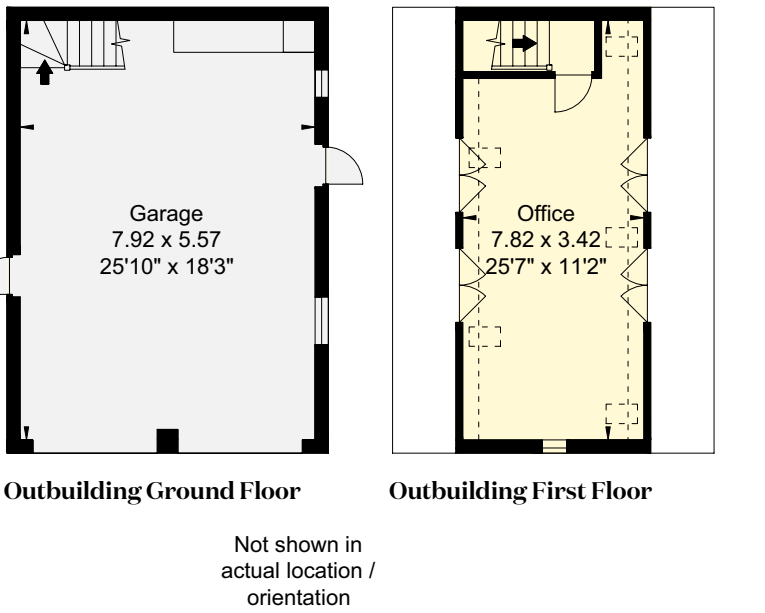 Garage
7.92 x 5.57
25'10" x 18'3"
Office
7.82 x 3.42
25'7" x 11'2"
Outbuilding Ground Floor
Outbuilding First Floor
Not shown in
actual location /
orientation